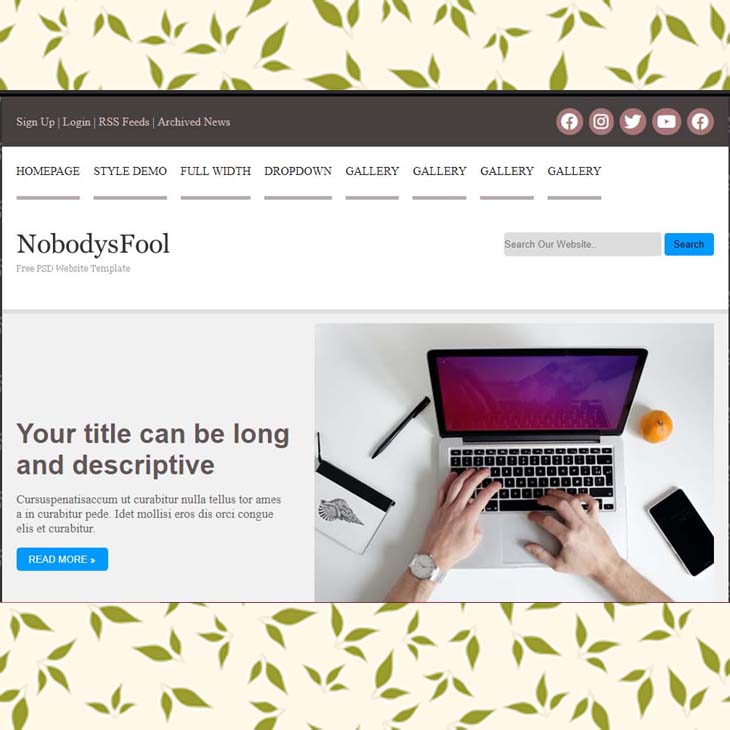 Sign Up | Login | RSS Feeds | Archived News
HOMEPAGE STYLE DEMO FULL WIDTH DROPDOWN GALLERY GALLERY GALLERY GALLERY
NobodysFool
Free PSD Website Template
Search Our Website..
Search
Your title can be long
and descriptive
Cursuspenatisaccum ut curabitur nulla tellus tor ames
a in curabitur pede. Idet mollisi eros dis orci congue
elis et curabitur.
READ MORE »